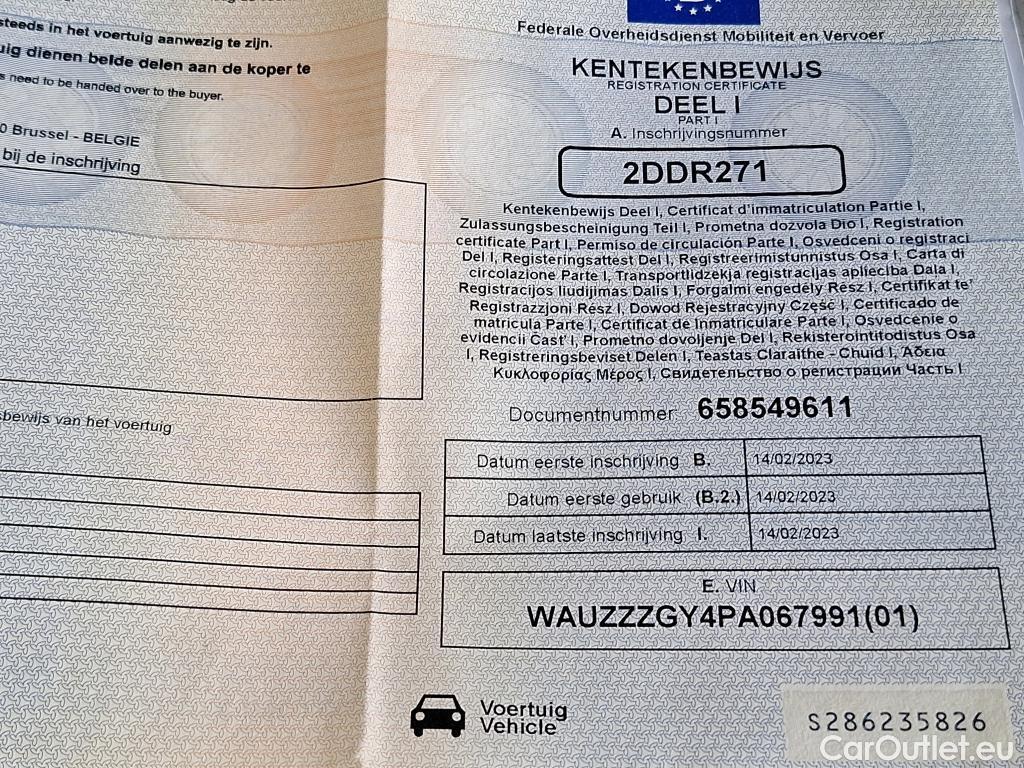 steeds in het voertuig aanwezig te zijn.
uig dienen beide delen aan de koper te
s need to be handed over to the buyer.
0 Brussel - BELGIE
bij de inschrijving
sbewijs van het voertuig
Federale Overheidsdienst Mobiliteit en Vervoer
KENTEKENBEWIJS
REGISTRATION CERTIFICATE
DEEL I
PART I
A. Inschrijvingsnummer
2DDR271
Kentekenbewijs Deel I, Certificat d'immatriculation Partie I,
Zulassungsbescheinigung Teil I, Prometna dozvola Dio I, Registration
certificate Part I, Permiso de circulación Parte I, Osvedceni o registraci
Del I, Registeringsattest Del I, Registreerimistunnistus Osa I, Carta di
circolazione Parte I, Transportlidzekja registracijas apliecība Daļa I,
Registracijos liudijimas Dalis I, Forgalmi engedély Rész I, Certifikat te'
Registrazzjoni Rész I, Dowod Rejestracyjny Część I, Certificado de
matricula Parte I, Certificat de Inmatriculare Parte I, Osvedcenie o
evidencii Čast' I, Prometno dovoljenje Del I, Rekisterointitodistus Osa
I, Registreringsbeviset Delen I, Teastas Claraithe - Chuid I, Άδεια
Κυκλοφορίας Μέρος I, Свидетельство о регистрации Часть I
Documentnummer: 658549611
Datum eerste inschrijving B. 14/02/2023
Datum eerste gebruik (B.2.) 14/02/2023
Datum laatste inschrijving I. 14/02/2023
E. VIN
WAUZZZGY4PA067991(01)
Voertuig
Vehicle
S286235826
CarOutlet.eu